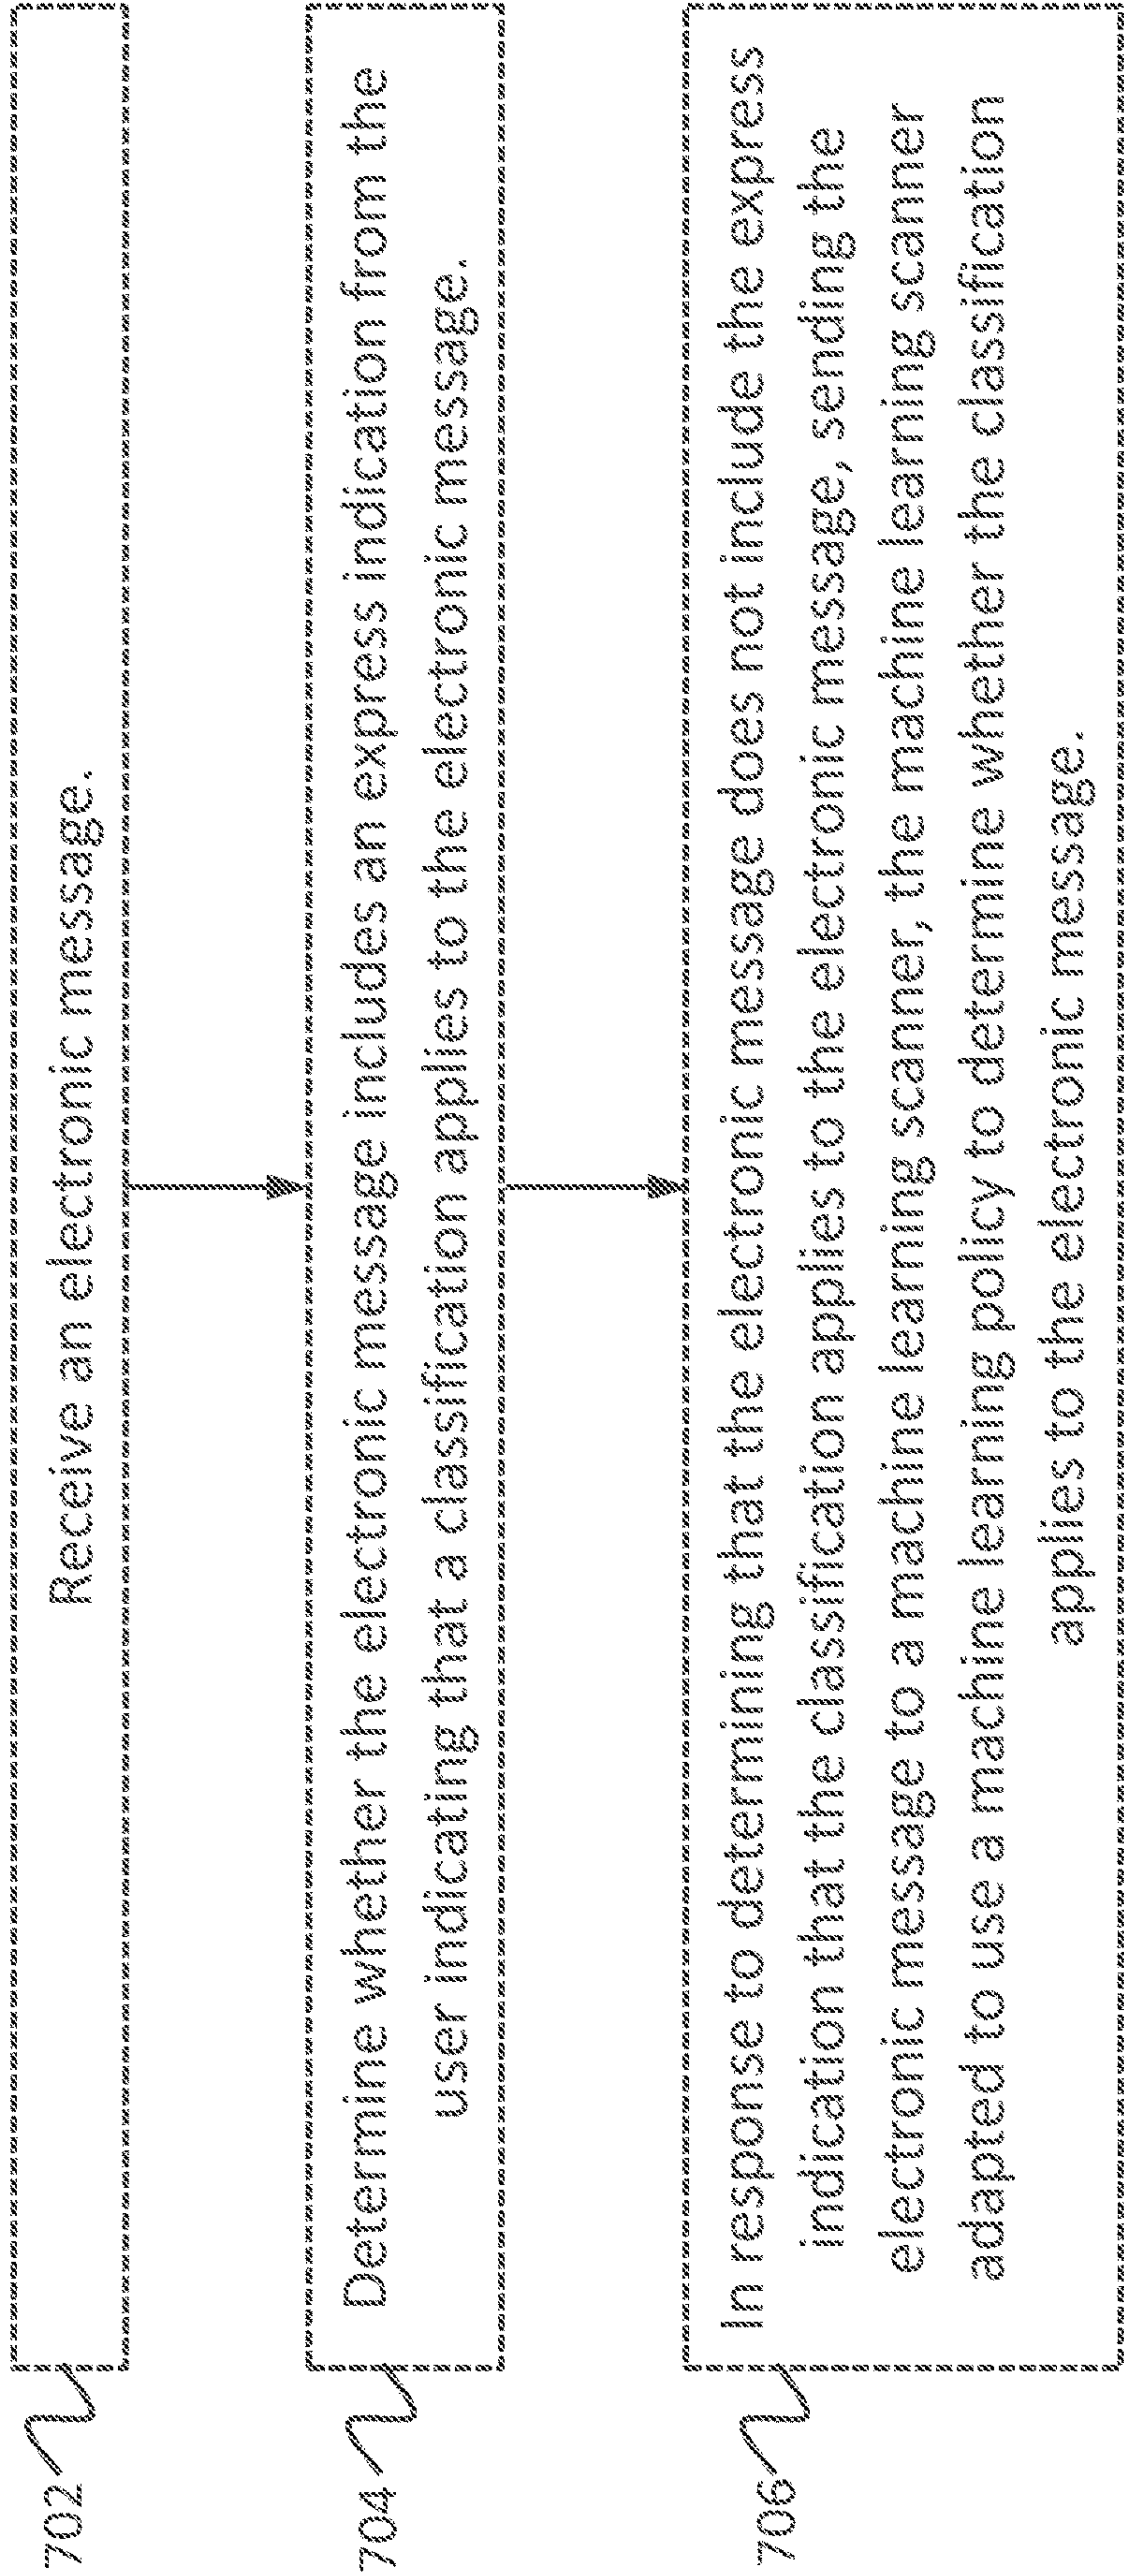 702
Receive an electronic message.
704
Determine whether the electronic message includes an express indication from the
user indicating that a classification applies to the electronic message.
706
In response to determining that the electronic message does not include the express
indication that the classification applies to the electronic message, sending the
electronic message to a machine learning scanner, the machine learning scanner
adapted to use a machine learning policy to determine whether the classification
applies to the electronic message.